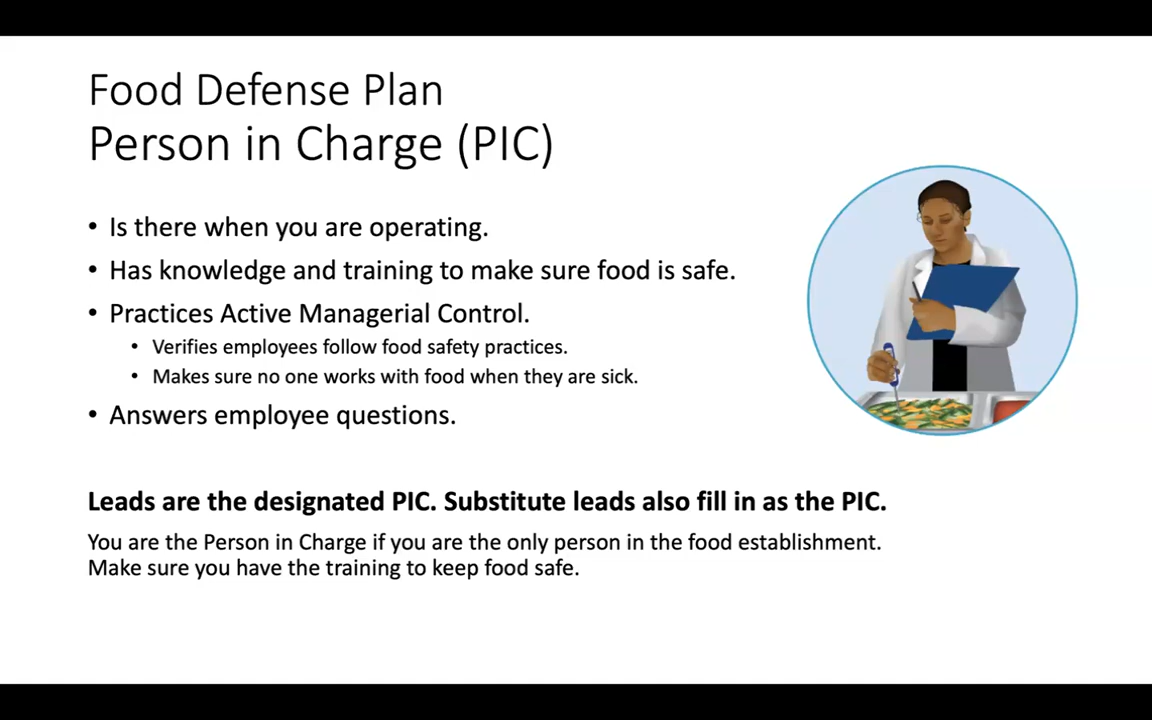 Food Defense Plan
Person in Charge (PIC)
• Is there when you are operating.
• Has knowledge and training to make sure food is safe.
• Practices Active Managerial Control.
• Verifies employees follow food safety practices.
• Makes sure no one works with food when they are sick.
• Answers employee questions.
Leads are the designated PIC. Substitute leads also fill in as the PIC.
You are the Person in Charge if you are the only person in the food establishment.
Make sure you have the training to keep food safe.